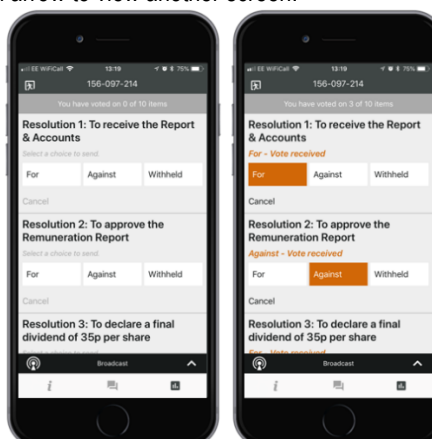 arrow to view another screen.
EE WiFiCall 13:19 75%
156-097-214
You have voted on 0 of 10 items
Resolution 1: To receive the Report
& Accounts
Select a choice to send.
For Against Withheld
Cancel
Resolution 2: To approve the
Remuneration Report
Select a choice to send.
For Against Withheld
Cancel
Resolution 3: To declare a final
dividend of 35p per share
Broadcast
i
EE WiFiCall 13:19 75%
156-097-214
You have voted on 3 of 10 items
Resolution 1: To receive the Report
& Accounts
For - Vote received
For Against Withheld
Cancel
Resolution 2: To approve the
Remuneration Report
Against - Vote received
For Against Withheld
Cancel
Resolution 3: To declare a final
dividend of 35p per share
For - Vote received
Broadcast
i